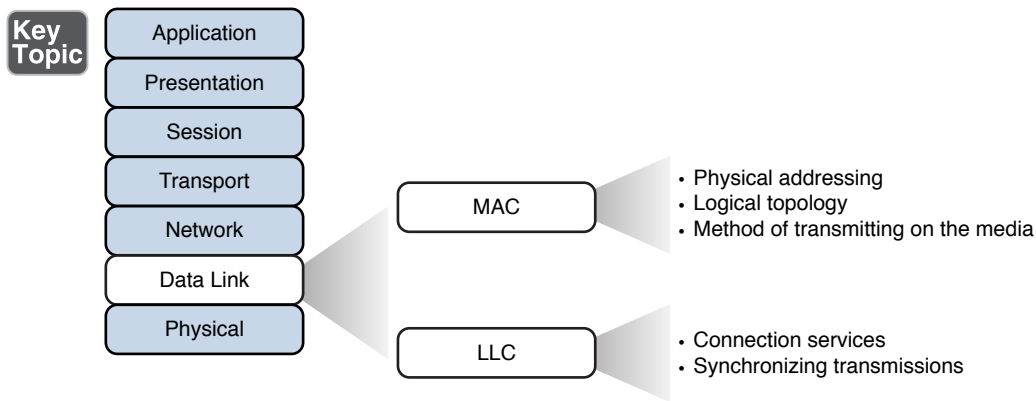 Key
Topic
Application
Presentation
Session
Transport
Network
Data Link
Physical
MAC
• Physical addressing
• Logical topology
• Method of transmitting on the media
LLC
• Connection services
• Synchronizing transmissions